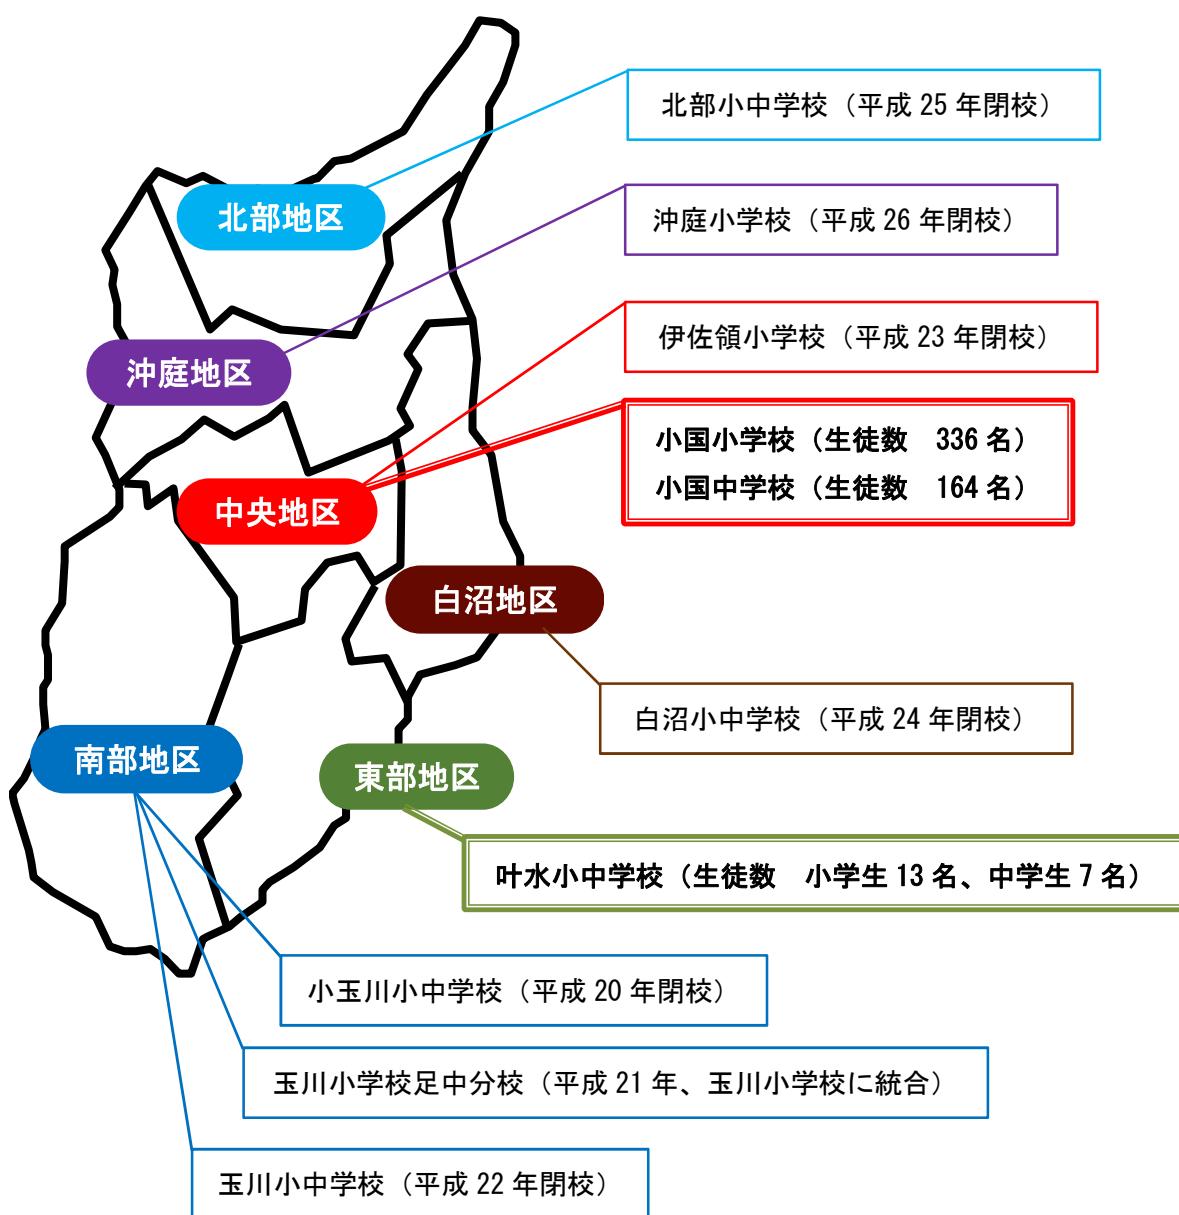 北部小中学校（平成 25 年閉校）
北部地区
沖庭小学校（平成 26 年閉校）
伊佐領小学校（平成 23 年閉校）
沖庭地区
小国小学校（生徒数　336 名）
小国中学校（生徒数　164 名）
中央地区
白沼地区
白沼小中学校（平成 24 年閉校）
南部地区
東部地区
叶水小中学校（生徒数　小学生 13 名、中学生 7 名）
小玉川小中学校（平成 20 年閉校）
玉川小学校足中分校（平成 21 年、玉川小学校に統合）
玉川小中学校（平成 22 年閉校）